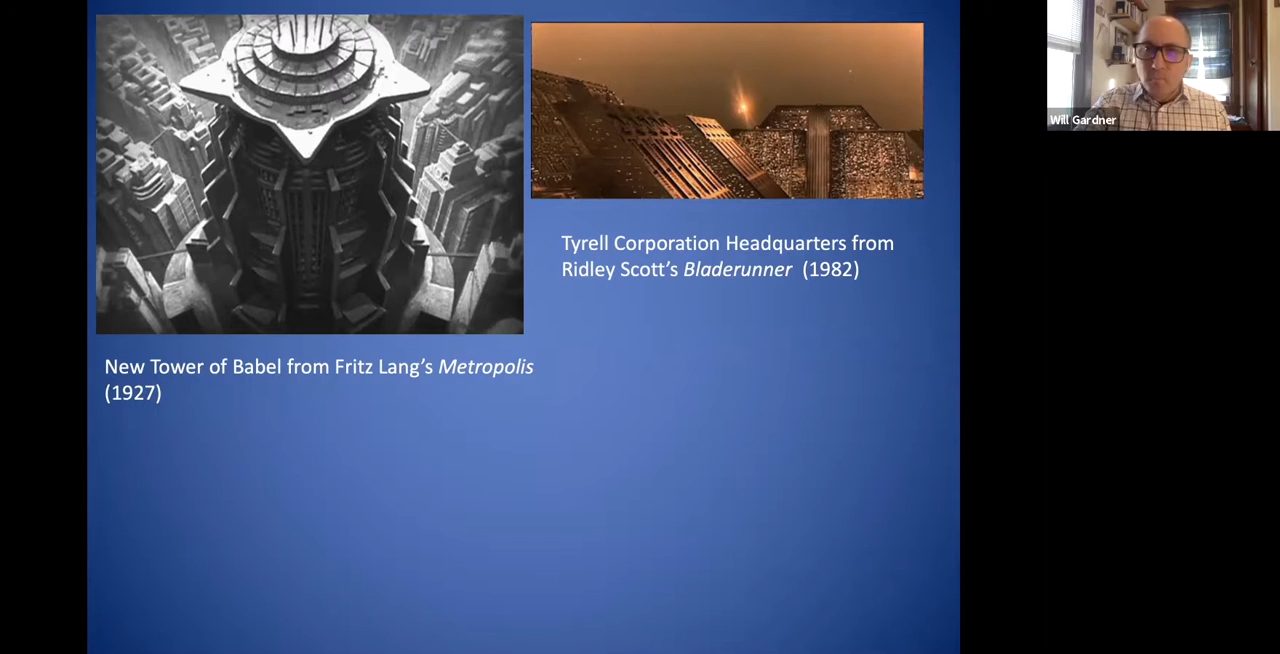 Will Gardner
Tyrell Corporation Headquarters from
Ridley Scott’s Bladerunner (1982)
New Tower of Babel from Fritz Lang’s Metropolis
(1927)